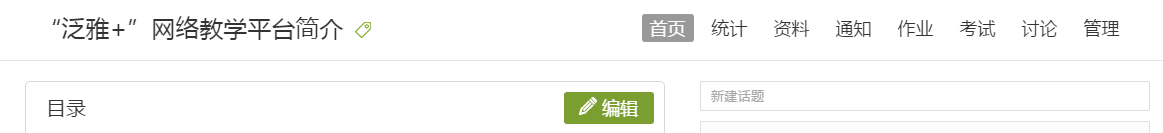 “泛雅+”网络教学平台简介
首页 统计 资料 通知 作业 考试 讨论 管理
目录
编辑
新建话题